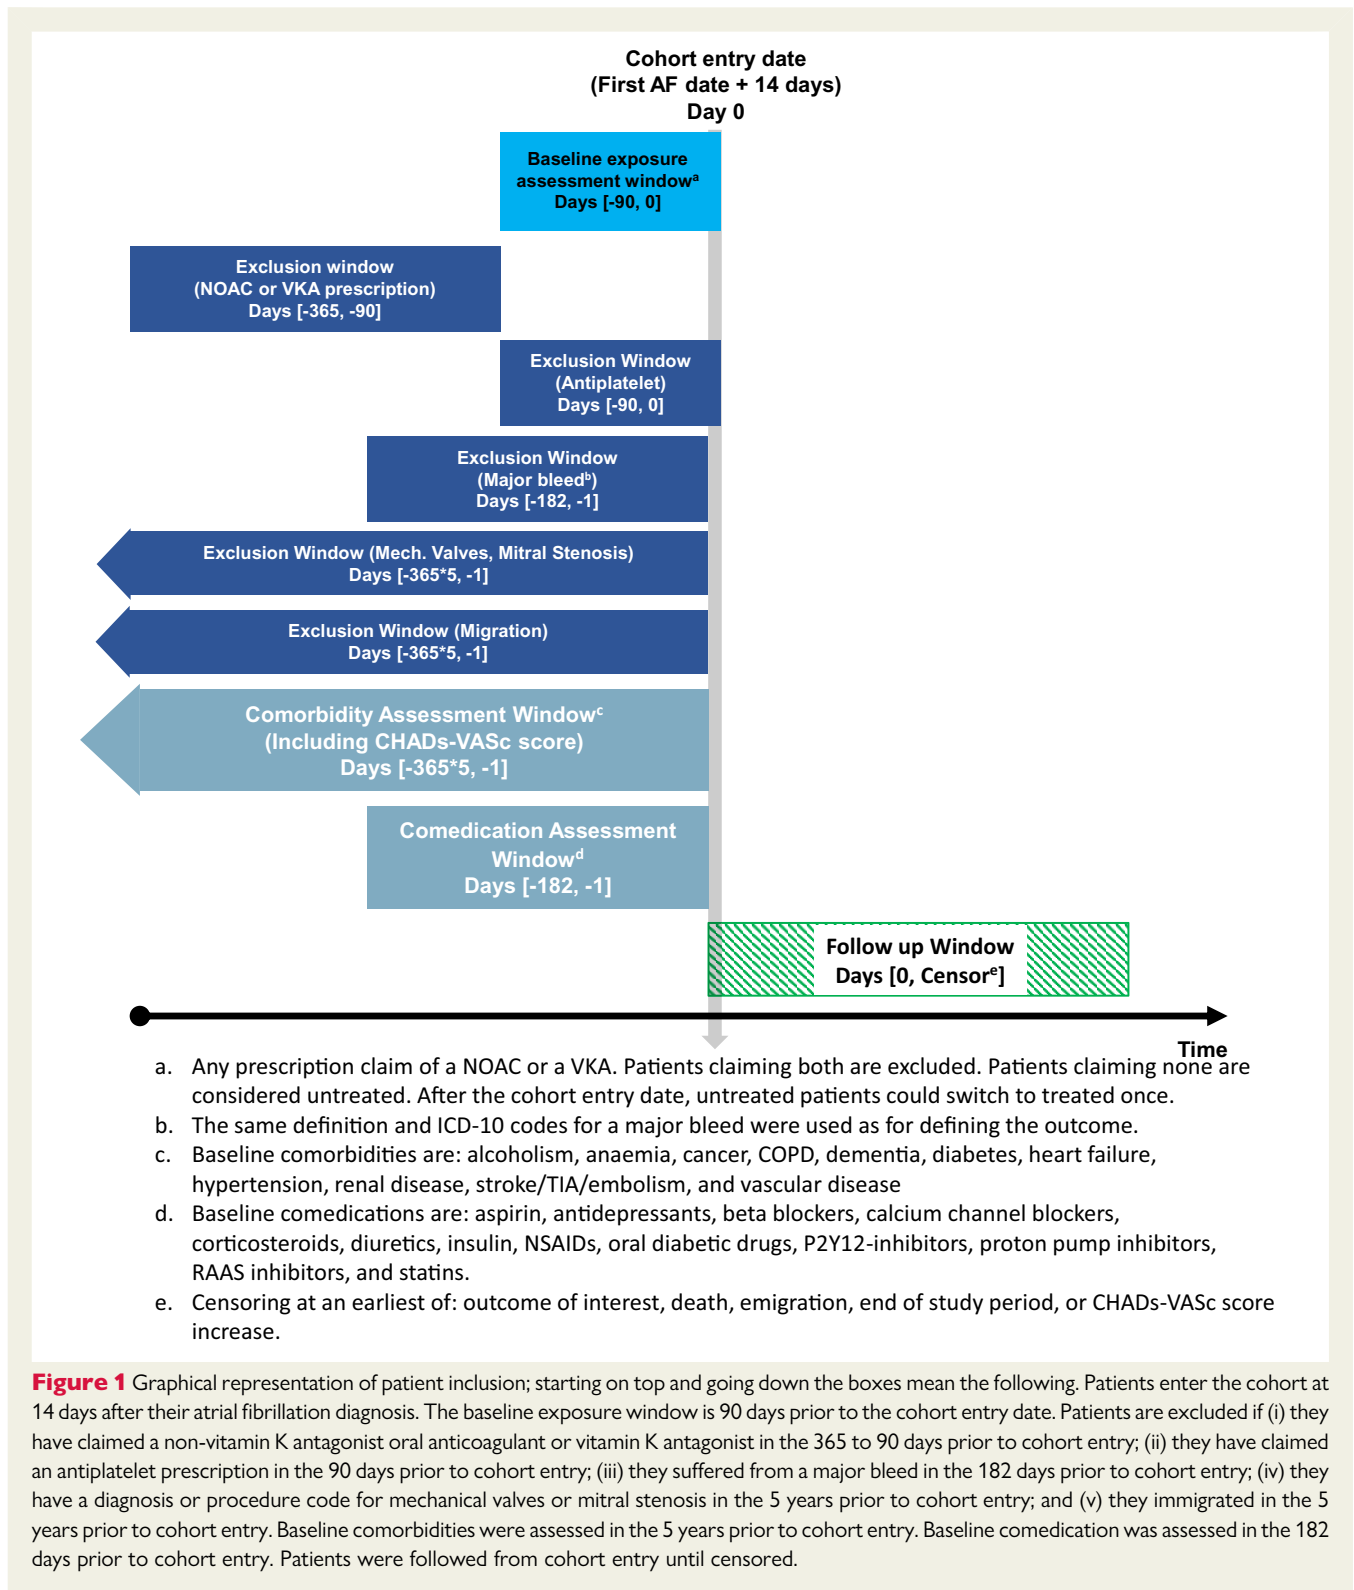 Cohort entry date
(First AF date + 14 days)
Day 0
Baseline exposure
assessment windowᵃ
Days [-90, 0]
Exclusion window
(NOAC or VKA prescription)
Days [-365, -90]
Exclusion Window
(Antiplatelet)
Days [-90, 0]
Exclusion Window
(Major bleedᵇ)
Days [-182, -1]
Exclusion Window (Mech. Valves, Mitral Stenosis)
Days [-365*5, -1]
Exclusion Window (Migration)
Days [-365*5, -1]
Comorbidity Assessment Windowᶜ
(Including CHADs-VASc score)
Days [-365*5, -1]
Comedication Assessment
Windowᵈ
Days [-182, -1]
Follow up Window
Days [0, Censorᵉ]
Time
a. Any prescription claim of a NOAC or a VKA. Patients claiming both are excluded. Patients claiming none are
considered untreated. After the cohort entry date, untreated patients could switch to treated once.
b. The same definition and ICD-10 codes for a major bleed were used as for defining the outcome.
c. Baseline comorbidities are: alcoholism, anaemia, cancer, COPD, dementia, diabetes, heart failure,
hypertension, renal disease, stroke/TIA/embolism, and vascular disease
d. Baseline comedications are: aspirin, antidepressants, beta blockers, calcium channel blockers,
corticosteroids, diuretics, insulin, NSAIDs, oral diabetic drugs, P2Y12-inhibitors, proton pump inhibitors,
RAAS inhibitors, and statins.
e. Censoring at an earliest of: outcome of interest, death, emigration, end of study period, or CHADs-VASc score
increase.
Figure 1 Graphical representation of patient inclusion; starting on top and going down the boxes mean the following. Patients enter the cohort at
14 days after their atrial fibrillation diagnosis. The baseline exposure window is 90 days prior to the cohort entry date. Patients are excluded if (i) they
have claimed a non-vitamin K antagonist oral anticoagulant or vitamin K antagonist in the 365 to 90 days prior to cohort entry; (ii) they have claimed
an antiplatelet prescription in the 90 days prior to cohort entry; (iii) they suffered from a major bleed in the 182 days prior to cohort entry; (iv) they
have a diagnosis or procedure code for mechanical valves or mitral stenosis in the 5 years prior to cohort entry; and (v) they immigrated in the 5
years prior to cohort entry. Baseline comorbidities were assessed in the 5 years prior to cohort entry. Baseline comedication was assessed in the 182
days prior to cohort entry. Patients were followed from cohort entry until censored.